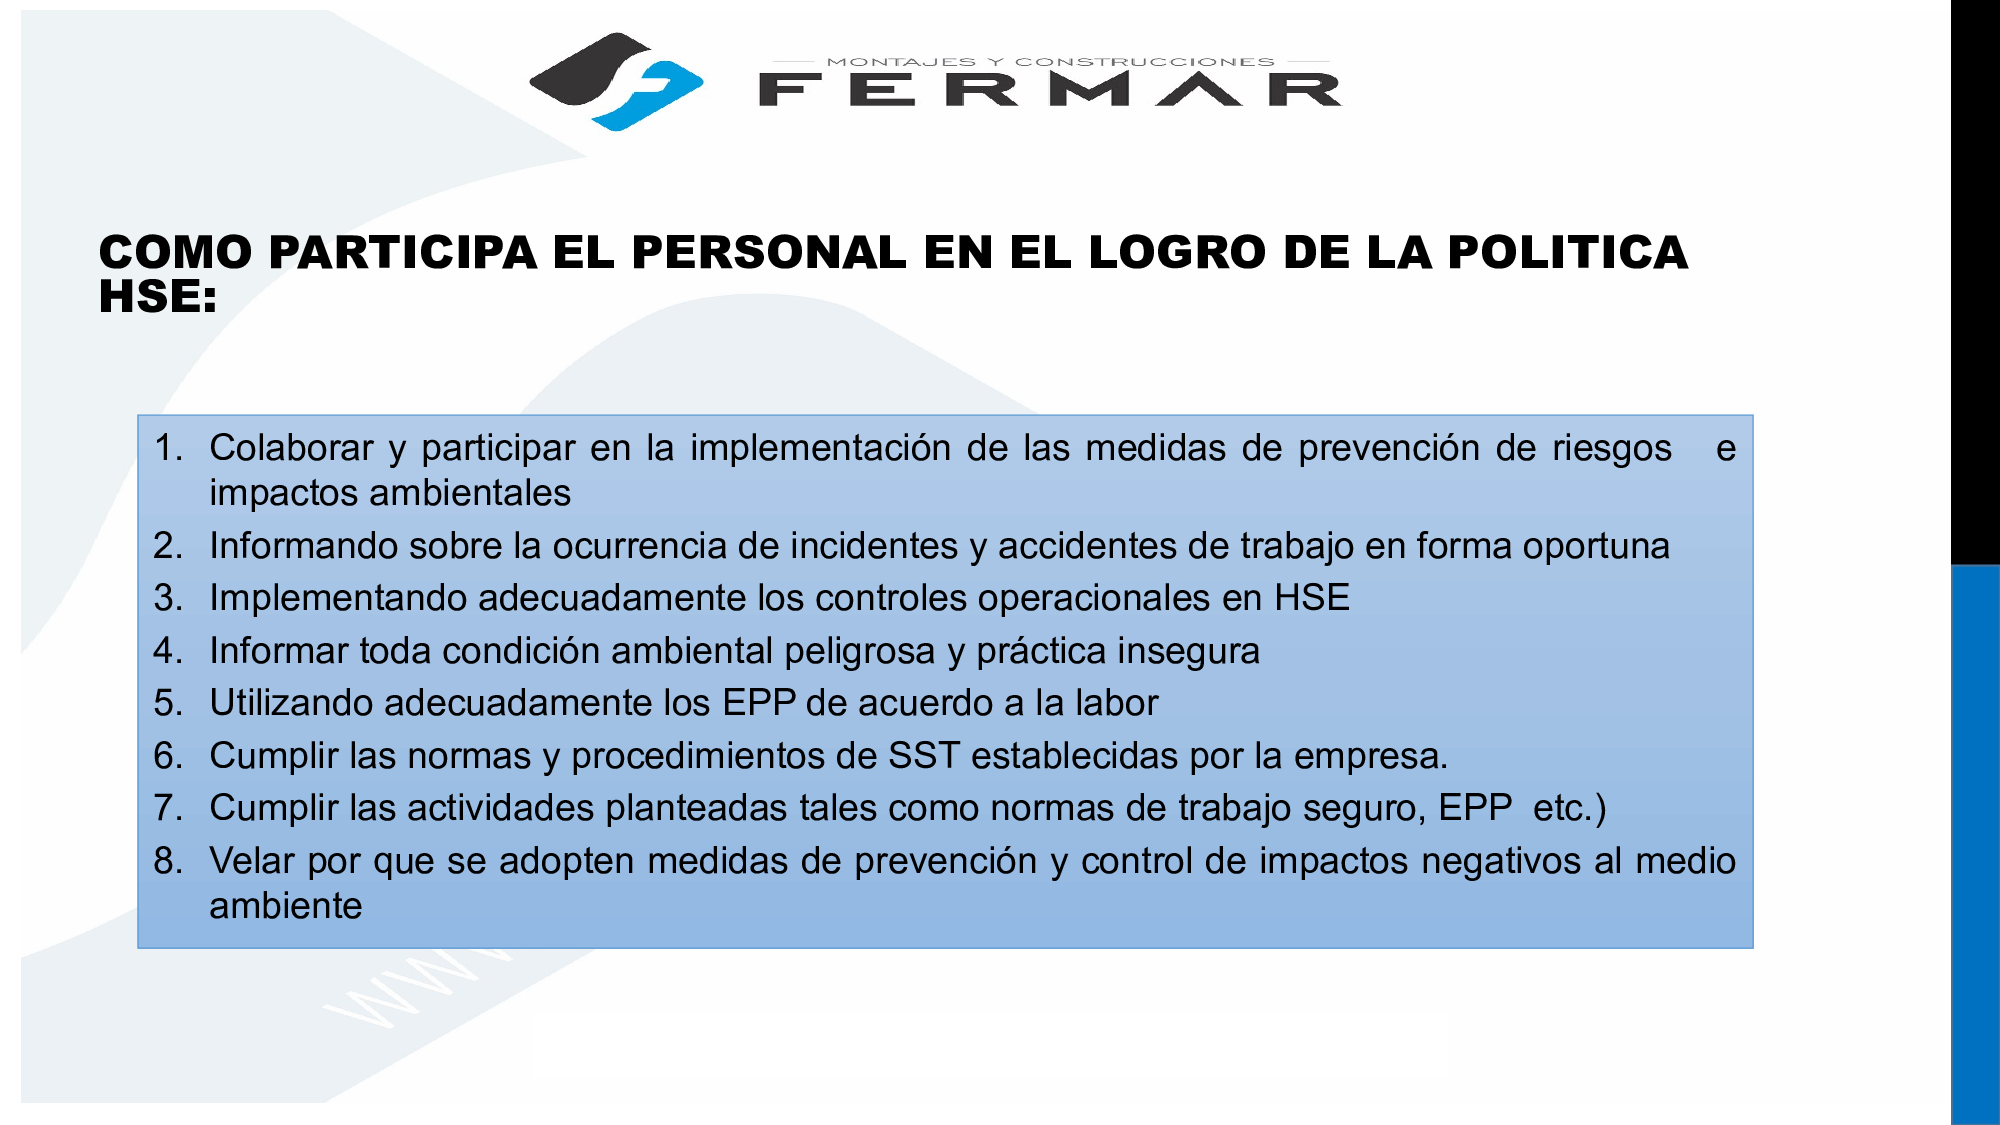 MONTAJES Y CONSTRUCCIONES
FERMAR
COMO PARTICIPA EL PERSONAL EN EL LOGRO DE LA POLITICA
HSE:
1. Colaborar y participar en la implementación de las medidas de prevención de riesgos e
impactos ambientales
2. Informando sobre la ocurrencia de incidentes y accidentes de trabajo en forma oportuna
3. Implementando adecuadamente los controles operacionales en HSE
4. Informar toda condición ambiental peligrosa y práctica insegura
5. Utilizando adecuadamente los EPP de acuerdo a la labor
6. Cumplir las normas y procedimientos de SST establecidas por la empresa.
7. Cumplir las actividades planteadas tales como normas de trabajo seguro, EPP etc.)
8. Velar por que se adopten medidas de prevención y control de impactos negativos al medio
ambiente